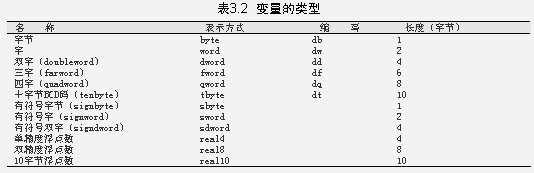 表3.2 变量的类型
名 称 表示方式 缩 写 长度（字节）
字节 byte db 1
字 word dw 2
双字（doubleword） dword dd 4
三字（farword） fword df 6
四字（quadword） qword dq 8
十字节BCD码（tenbyte） tbyte dt 10
有符号字节（signbyte） sbyte 1
有符号字（signword） sword 2
有符号双字（signdword） sdword 4
单精度浮点数 real4 4
双精度浮点数 real8 8
10字节浮点数 real10 10